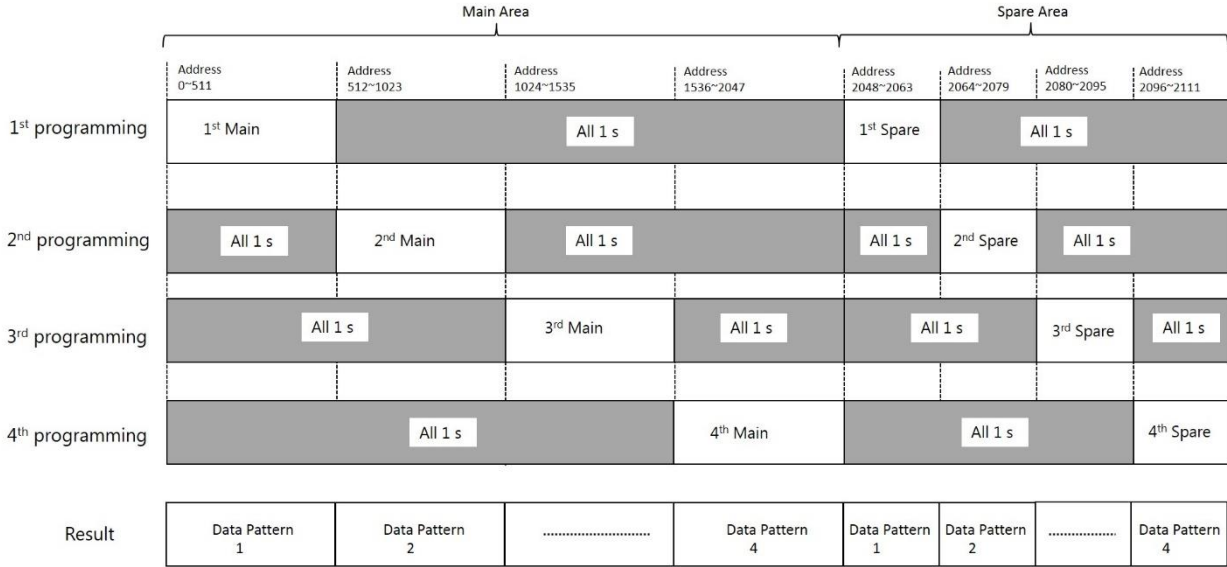 Main Area
Spare Area
Address
0~511
Address
512~1023
Address
1024~1535
Address
1536~2047
Address
2048~2063
Address
2064~2079
Address
2080~2095
Address
2096~2111
1st programming
1st Main
All 1 s
1st Spare
All 1 s
2nd programming
All 1 s
2nd Main
All 1 s
All 1 s
2nd Spare
All 1 s
3rd programming
All 1 s
3rd Main
All 1 s
All 1 s
3rd Spare
All 1 s
4th programming
All 1 s
4th Main
All 1 s
4th Spare
Result
Data Pattern
1
Data Pattern
2
....................
Data Pattern
4
Data Pattern
1
Data Pattern
2
...............
Data Pattern
4